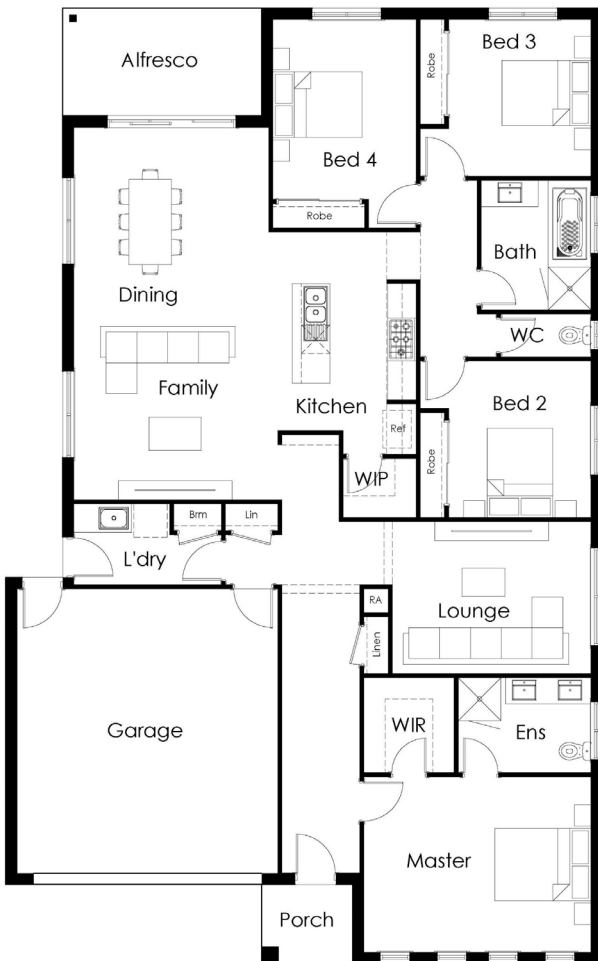 Alfresco
Bed 4
Robe
Robe
Bed 3
Bath
WC
Dining
Family
Kitchen
Ref
WIP
Robe
Bed 2
Brm
Lin
L'dry
RA
Linen
Lounge
Garage
WIR
Ens
Master
Porch